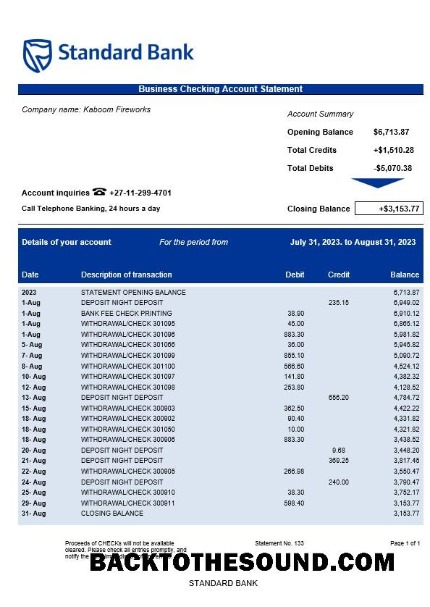 Standard Bank
Business Checking Account Statement
Company name: Kaboom Fireworks
Account Summary
Opening Balance $6,713.87
Total Credits +$1,510.28
Total Debits -$5,070.38
Account inquiries ☎ +27-11-299-4701
Call Telephone Banking, 24 hours a day
Closing Balance +$3,153.77
Details of your account For the period from July 31, 2023. to August 31, 2023
Date Description of transaction Debit Credit Balance
2023 STATEMENT OPENING BALANCE 6,713.87
1-Aug DEPOSIT NIGHT DEPOSIT 235.15 6,949.02
1-Aug BANK FEE CHECK PRINTING 38.90 6,910.12
1-Aug WITHDRAWAL/CHECK 301095 45.00 6,865.12
1-Aug WITHDRAWAL/CHECK 301096 883.30 5,981.82
5- Aug WITHDRAWAL/CHECK 301066 36.00 5,945.82
7- Aug WITHDRAWAL/CHECK 301099 855.10 5,090.72
8- Aug WITHDRAWAL/CHECK 301100 566.60 4,524.12
10- Aug WITHDRAWAL/CHECK 301097 141.80 4,382.32
12- Aug WITHDRAWAL/CHECK 301098 253.80 4,128.52
13- Aug DEPOSIT NIGHT DEPOSIT 656.20 4,784.72
15- Aug WITHDRAWAL/CHECK 300903 362.50 4,422.22
18- Aug WITHDRAWAL/CHECK 300902 90.40 4,331.82
18- Aug WITHDRAWAL/CHECK 301050 10.00 4,321.82
18- Aug WITHDRAWAL/CHECK 300906 883.30 3,438.52
20- Aug DEPOSIT NIGHT DEPOSIT 9.68 3,448.20
21- Aug DEPOSIT NIGHT DEPOSIT 369.25 3,817.45
22- Aug WITHDRAWAL/CHECK 300905 266.98 3,550.47
24- Aug DEPOSIT NIGHT DEPOSIT 240.00 3,790.47
25- Aug WITHDRAWAL/CHECK 300910 38.30 3,752.17
29- Aug WITHDRAWAL/CHECK 300911 598.40 3,153.77
31- Aug CLOSING BALANCE 3,153.77
Proceeds of CHECKs will not be available Statement No. 133 Page 1 of 1
cleared. Please check all entries promptly, and
notify the
BACKTOTHESOUND.COM
STANDARD BANK